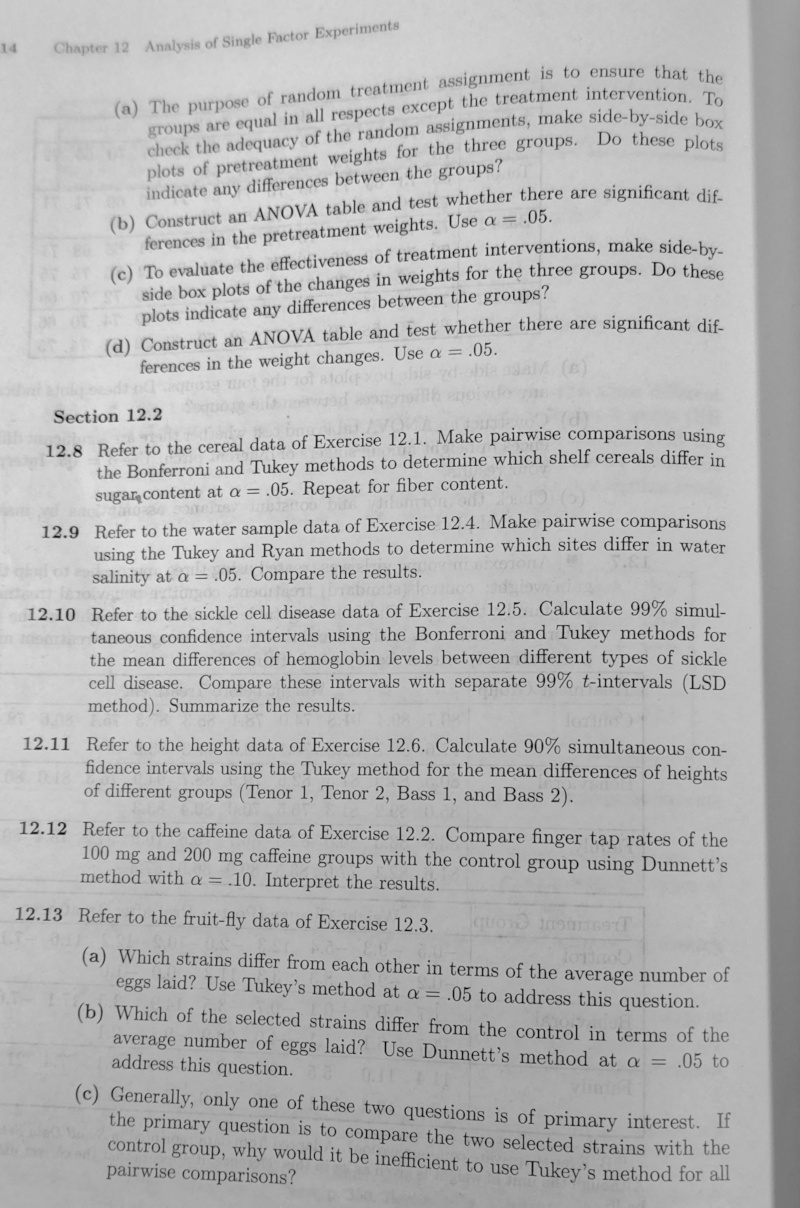 14 Chapter 12 Analysis of Single Factor Experiments
(a) The purpose of random treatment assignment is to ensure that the
groups are equal in all respects except the treatment intervention. To
check the adequacy of the random assignments, make side-by-side box
plots of pretreatment weights for the three groups. Do these plots
indicate any differences between the groups?
(b) Construct an ANOVA table and test whether there are significant dif-
ferences in the pretreatment weights. Use α = .05.
(c) To evaluate the effectiveness of treatment interventions, make side-by-
side box plots of the changes in weights for the three groups. Do these
plots indicate any differences between the groups?
(d) Construct an ANOVA table and test whether there are significant dif-
ferences in the weight changes. Use α = .05.
Section 12.2
12.8 Refer to the cereal data of Exercise 12.1. Make pairwise comparisons using
the Bonferroni and Tukey methods to determine which shelf cereals differ in
sugar content at α = .05. Repeat for fiber content.
12.9 Refer to the water sample data of Exercise 12.4. Make pairwise comparisons
using the Tukey and Ryan methods to determine which sites differ in water
salinity at α = .05. Compare the results.
12.10 Refer to the sickle cell disease data of Exercise 12.5. Calculate 99% simul-
taneous confidence intervals using the Bonferroni and Tukey methods for
the mean differences of hemoglobin levels between different types of sickle
cell disease. Compare these intervals with separate 99% t-intervals (LSD
method). Summarize the results.
12.11 Refer to the height data of Exercise 12.6. Calculate 90% simultaneous con-
fidence intervals using the Tukey method for the mean differences of heights
of different groups (Tenor 1, Tenor 2, Bass 1, and Bass 2).
12.12 Refer to the caffeine data of Exercise 12.2. Compare finger tap rates of the
100 mg and 200 mg caffeine groups with the control group using Dunnett's
method with α = .10. Interpret the results.
12.13 Refer to the fruit-fly data of Exercise 12.3.
(a) Which strains differ from each other in terms of the average number of
eggs laid? Use Tukey's method at α = .05 to address this question.
(b) Which of the selected strains differ from the control in terms of the
average number of eggs laid? Use Dunnett's method at α = .05 to
address this question.
(c) Generally, only one of these two questions is of primary interest. If
the primary question is to compare the two selected strains with the
control group, why would it be inefficient to use Tukey's method for all
pairwise comparisons?